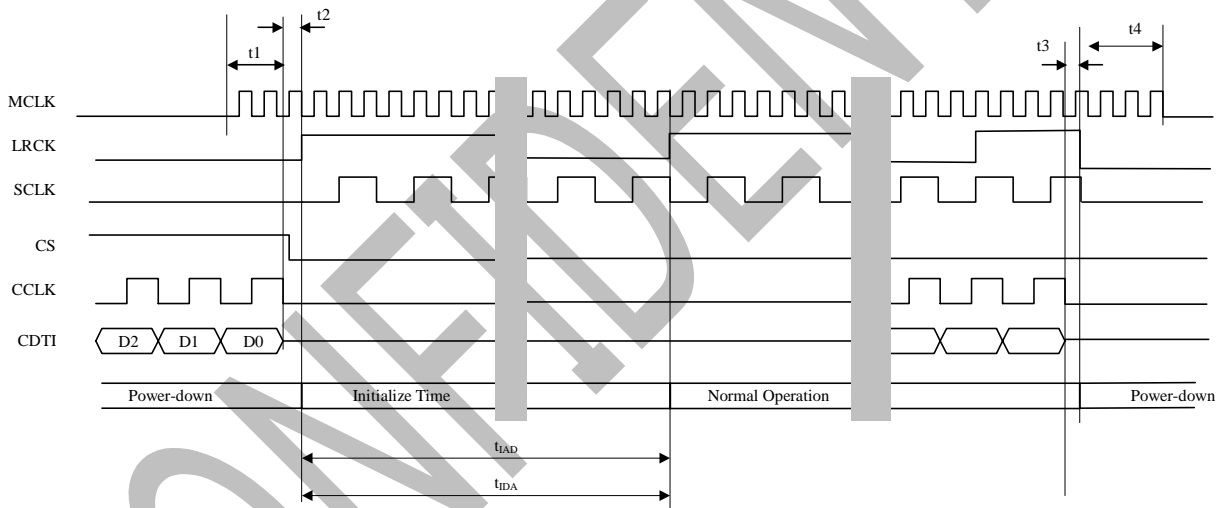 t2
t1
t3
t4
MCLK
LRCK
SCLK
CS
CCLK
CDTI
D2 D1 D0
Power-down Initialize Time Normal Operation Power-down
tIAD
tIDA
ONFIDEN